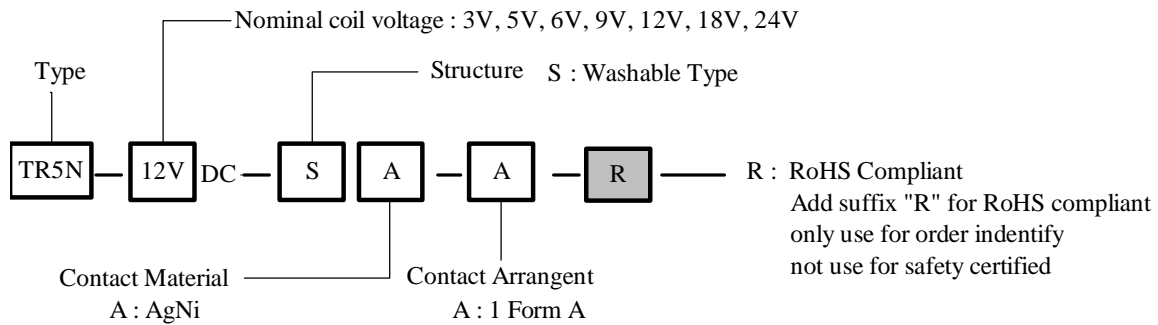 Nominal coil voltage : 3V, 5V, 6V, 9V, 12V, 18V, 24V
Type
Structure S : Washable Type
TR5N 12V DC S A A R R : RoHS Compliant
Add suffix "R" for RoHS compliant
only use for order indentify
not use for safety certified
Contact Material
A : AgNi
Contact Arrangent
A : 1 Form A